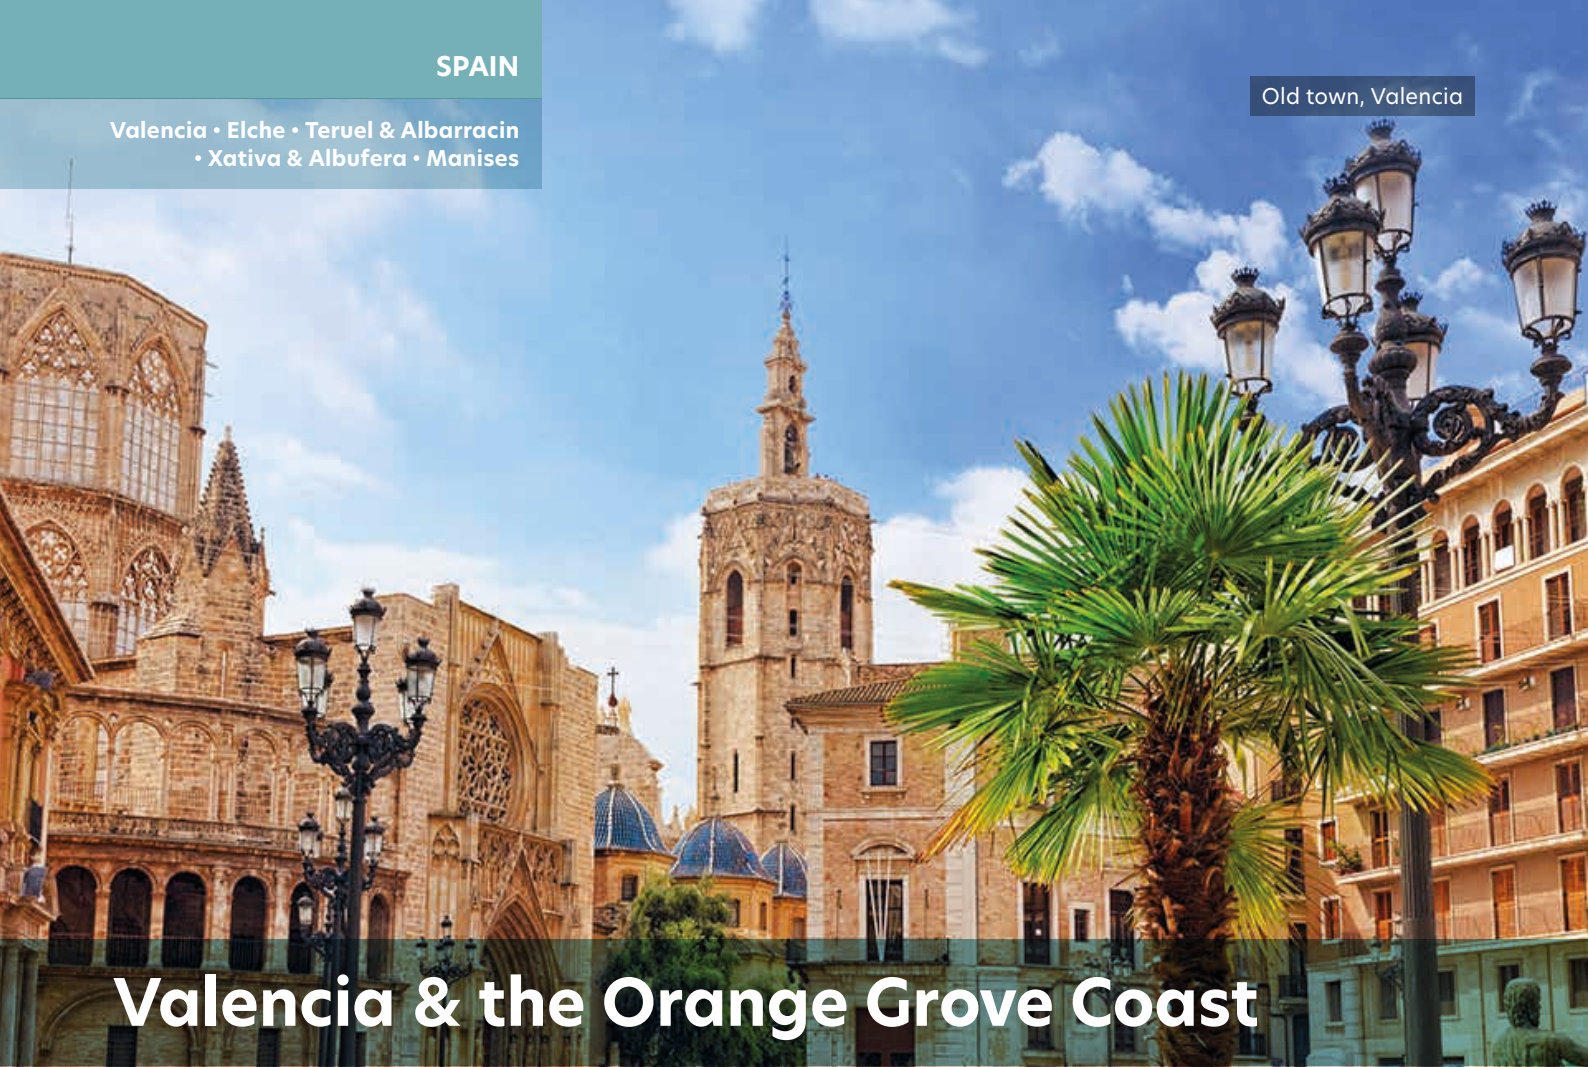 SPAIN
Valencia • Elche • Teruel & Albarracin
• Xativa & Albufera • Manises
Old town, Valencia
Valencia & the Orange Grove Coast